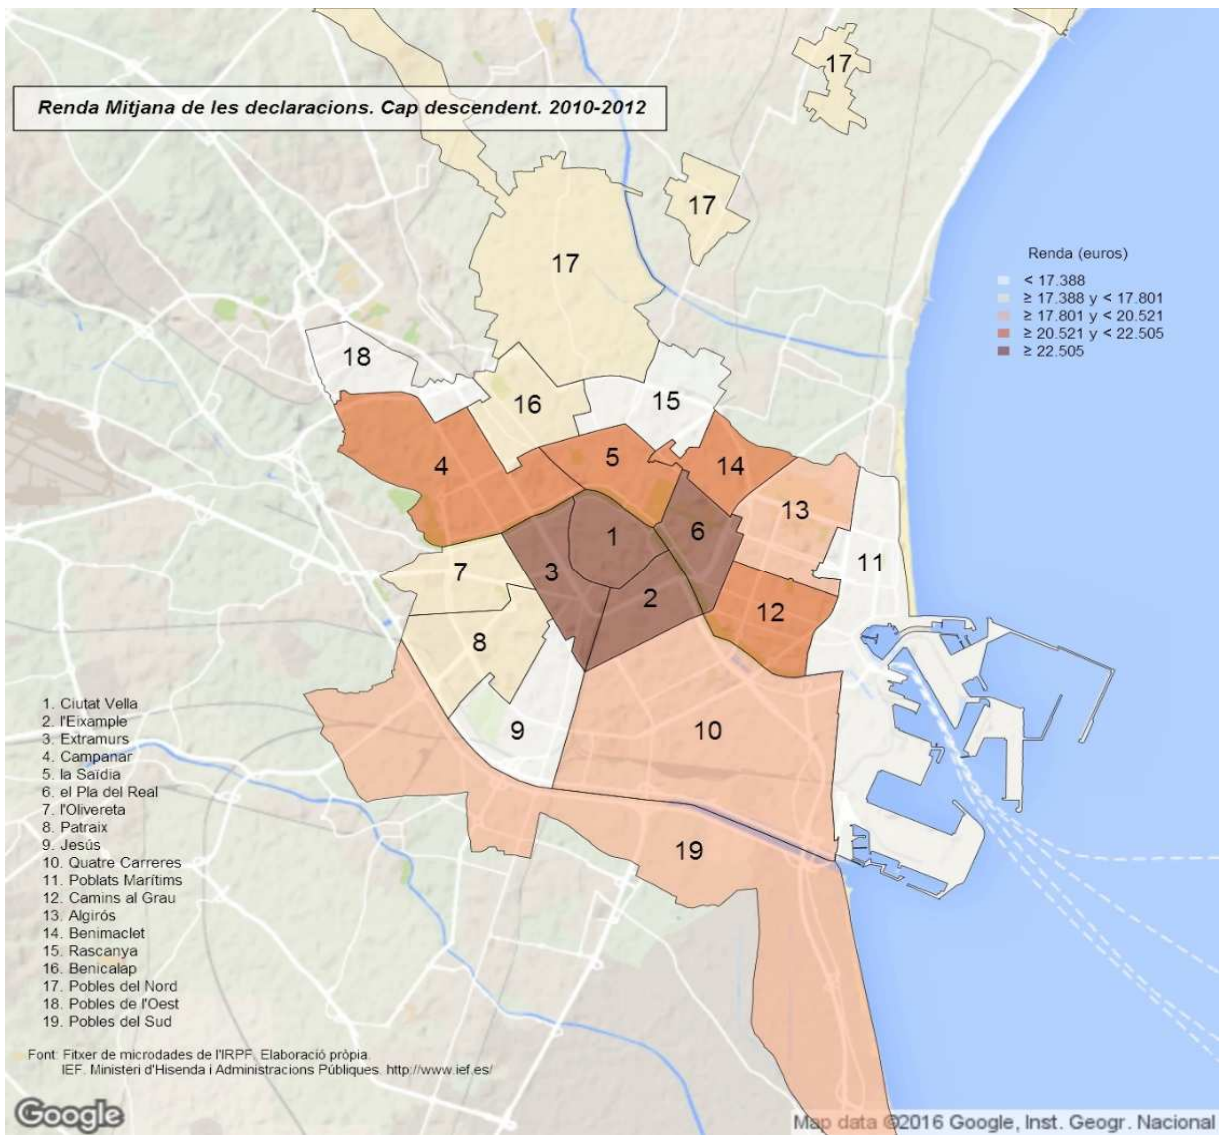 Renda Mitjana de les declaracions. Cap descendent. 2010-2012
17
17
17
Renda (euros)
< 17.388
≥ 17.388 y < 17.801
≥ 17.801 y < 20.521
≥ 20.521 y < 22.505
≥ 22.505
18
16
15
4
5
14
13
1
6
11
3
7
2
12
8
9
10
19
1. Ciutat Vella
2. l'Eixample
3. Extramurs
4. Campanar
5. la Saïdia
6. el Pla del Real
7. l'Olivereta
8. Patraix
9. Jesús
10. Quatre Carreres
11. Poblats Marítims
12. Camins al Grau
13. Algirós
14. Benimaclet
15. Rascanya
16. Benicalap
17. Pobles del Nord
18. Pobles de l'Oest
19. Pobles del Sud
Font: Fitxer de microdades de l'IRPF. Elaboració pròpia.
IEF. Ministeri d'Hisenda i Administracions Públiques. http://www.ief.es/
Google
Map data ©2016 Google, Inst. Geogr. Nacional